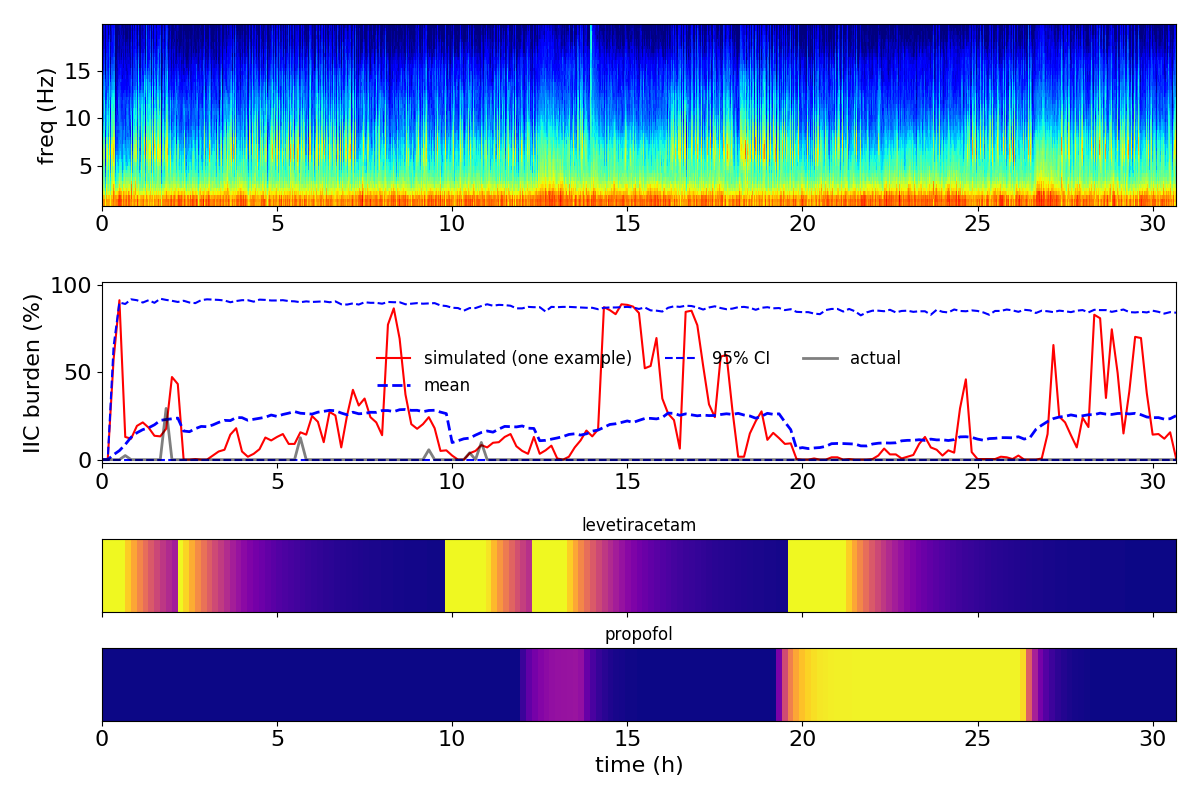 freq (Hz)
15
10
5
0 5 10 15 20 25 30
IIC burden (%)
100
50
0
simulated (one example) 95% CI actual
mean
0 5 10 15 20 25 30
levetiracetam
propofol
0 5 10 15 20 25 30
time (h)